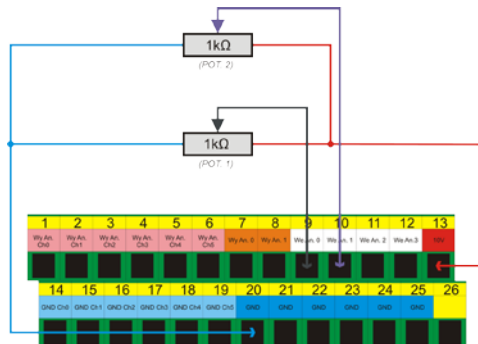 1kΩ
(POT. 2)
1kΩ
(POT. 1)
1 2 3 4 5 6 7 8 9 10 11 12 13
Wy An. Ch0 Wy An. Ch1 Wy An. Ch2 Wy An. Ch3 Wy An. Ch4 Wy An. Ch5 Wy An. 0 Wy An. 1 We An. 0 We An. 1 We An. 2 We An.3 10V
14 15 16 17 18 19 20 21 22 23 24 25 26
GND Ch0 GND Ch1 GND Ch2 GND Ch3 GND Ch4 GND Ch5 GND GND GND GND GND GND